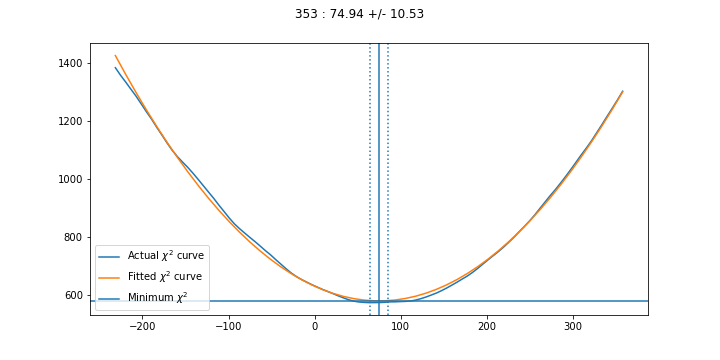 353 : 74.94 +/- 10.53
1400
1200
1000
800
600
Actual χ² curve
Fitted χ² curve
Minimum χ²
−200 −100 0 100 200 300